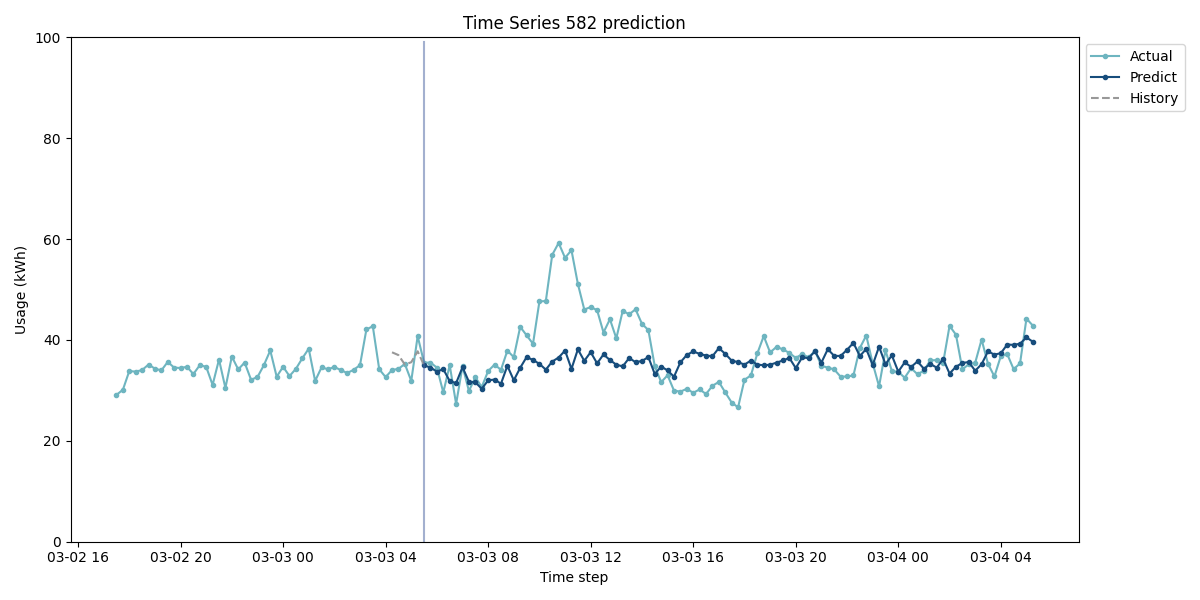 Time Series 582 prediction
100
80
60
40
20
0
Usage (kWh)
03-02 16 03-02 20 03-03 00 03-03 04 03-03 08 03-03 12 03-03 16 03-03 20 03-04 00 03-04 04
Time step
Actual
Predict
History